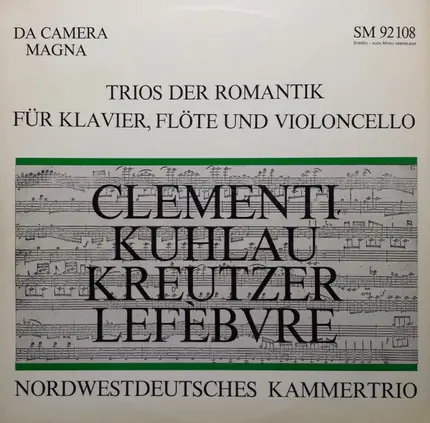 DA CAMERA
MAGNA
SM 92108
TRIOS DER ROMANTIK
FÜR KLAVIER, FLÖTE UND VIOLONCELLO
CLEMENTI
KUHLAU
KREUTZER
LEFÈBVRE
NORDWESTDEUTSCHES KAMMERTRIO